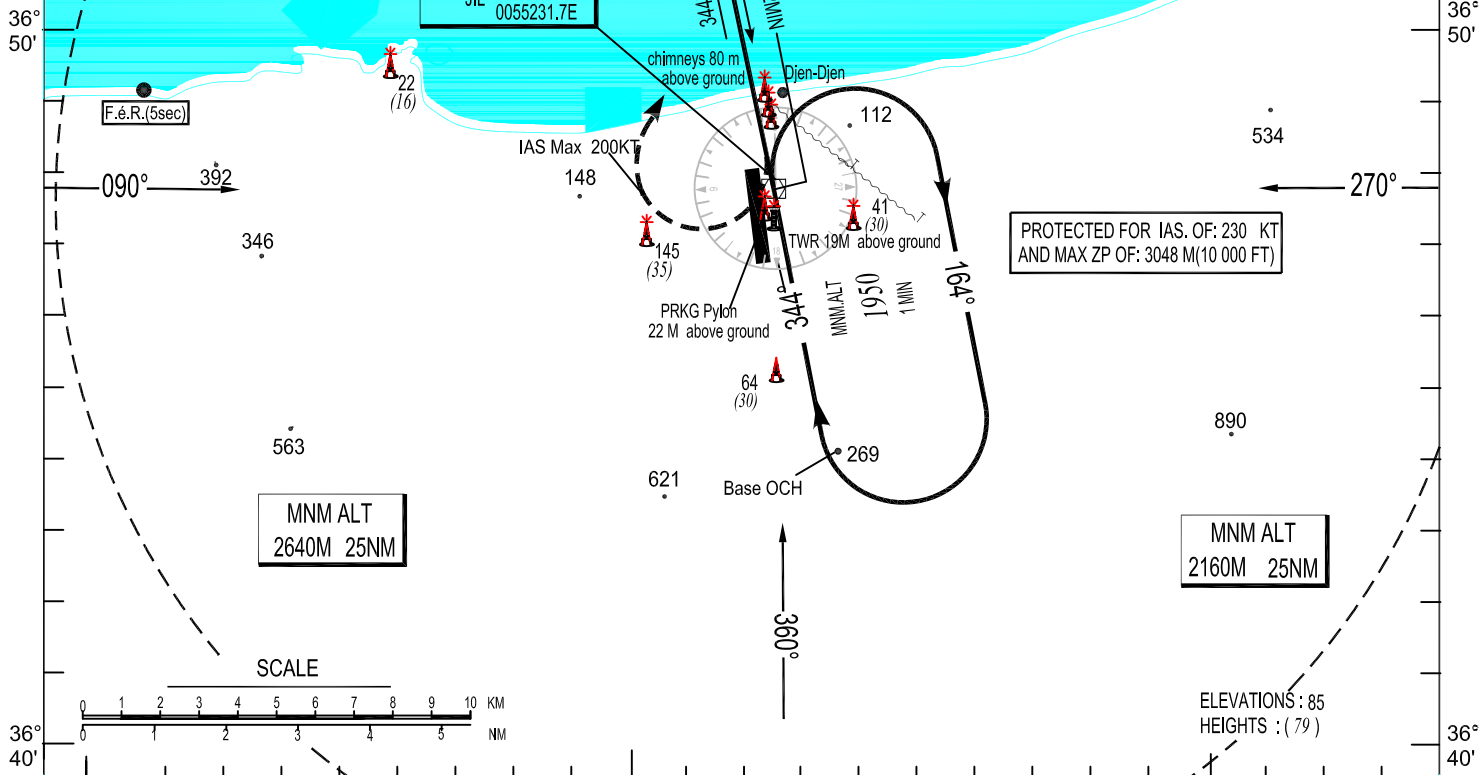 36°
50'
0055231.7E
344°
36°
50'
chimneys 80 m
above ground
Djen-Djen
22
(16)
F.é.R.(5sec)
112
534
IAS Max 200KT
392
090°
148
270°
41
(30)
TWR 19M above ground
346
145
(35)
PROTECTED FOR IAS. OF: 230 KT
AND MAX ZP OF: 3048 M(10 000 FT)
344°
MNM.ALT
1950
1 MIN
164°
PRKG Pylon
22 M above ground
64
(30)
563
890
269
621
Base OCH
MNM ALT
2640M 25NM
MNM ALT
2160M 25NM
360°
SCALE
0 1 2 3 4 5 6 7 8 9 10 KM
0 1 2 3 4 5 NM
ELEVATIONS : 85
HEIGHTS : ( 79 )
36°
40'
36°
40'